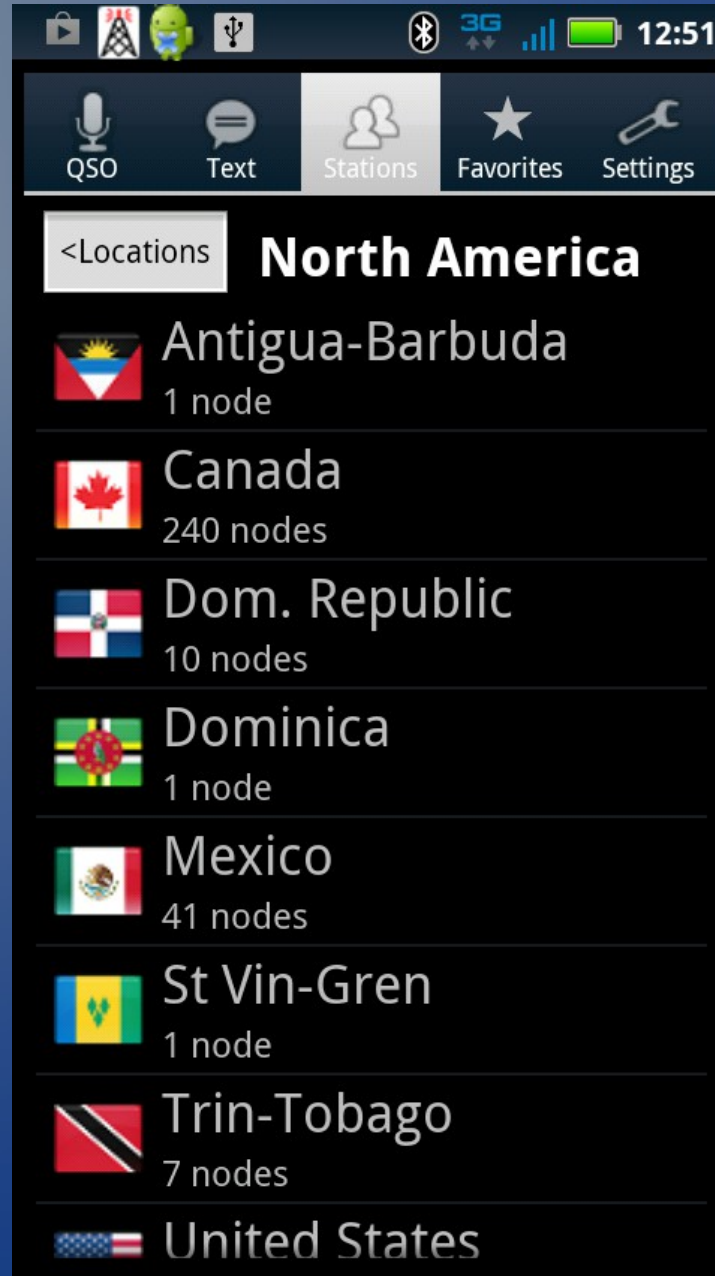 3G 12:51
QSO Text Stations Favorites Settings
<Locations North America
Antigua-Barbuda
1 node
Canada
240 nodes
Dom. Republic
10 nodes
Dominica
1 node
Mexico
41 nodes
St Vin-Gren
1 node
Trin-Tobago
7 nodes
United States